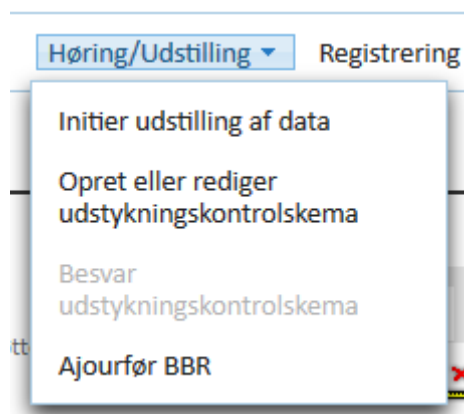 Høring/Udstilling
Registrering
Initier udstilling af data
Opret eller rediger
udstykningskontrolskema
Besvar
udstykningskontrolskema
Ajourfør BBR